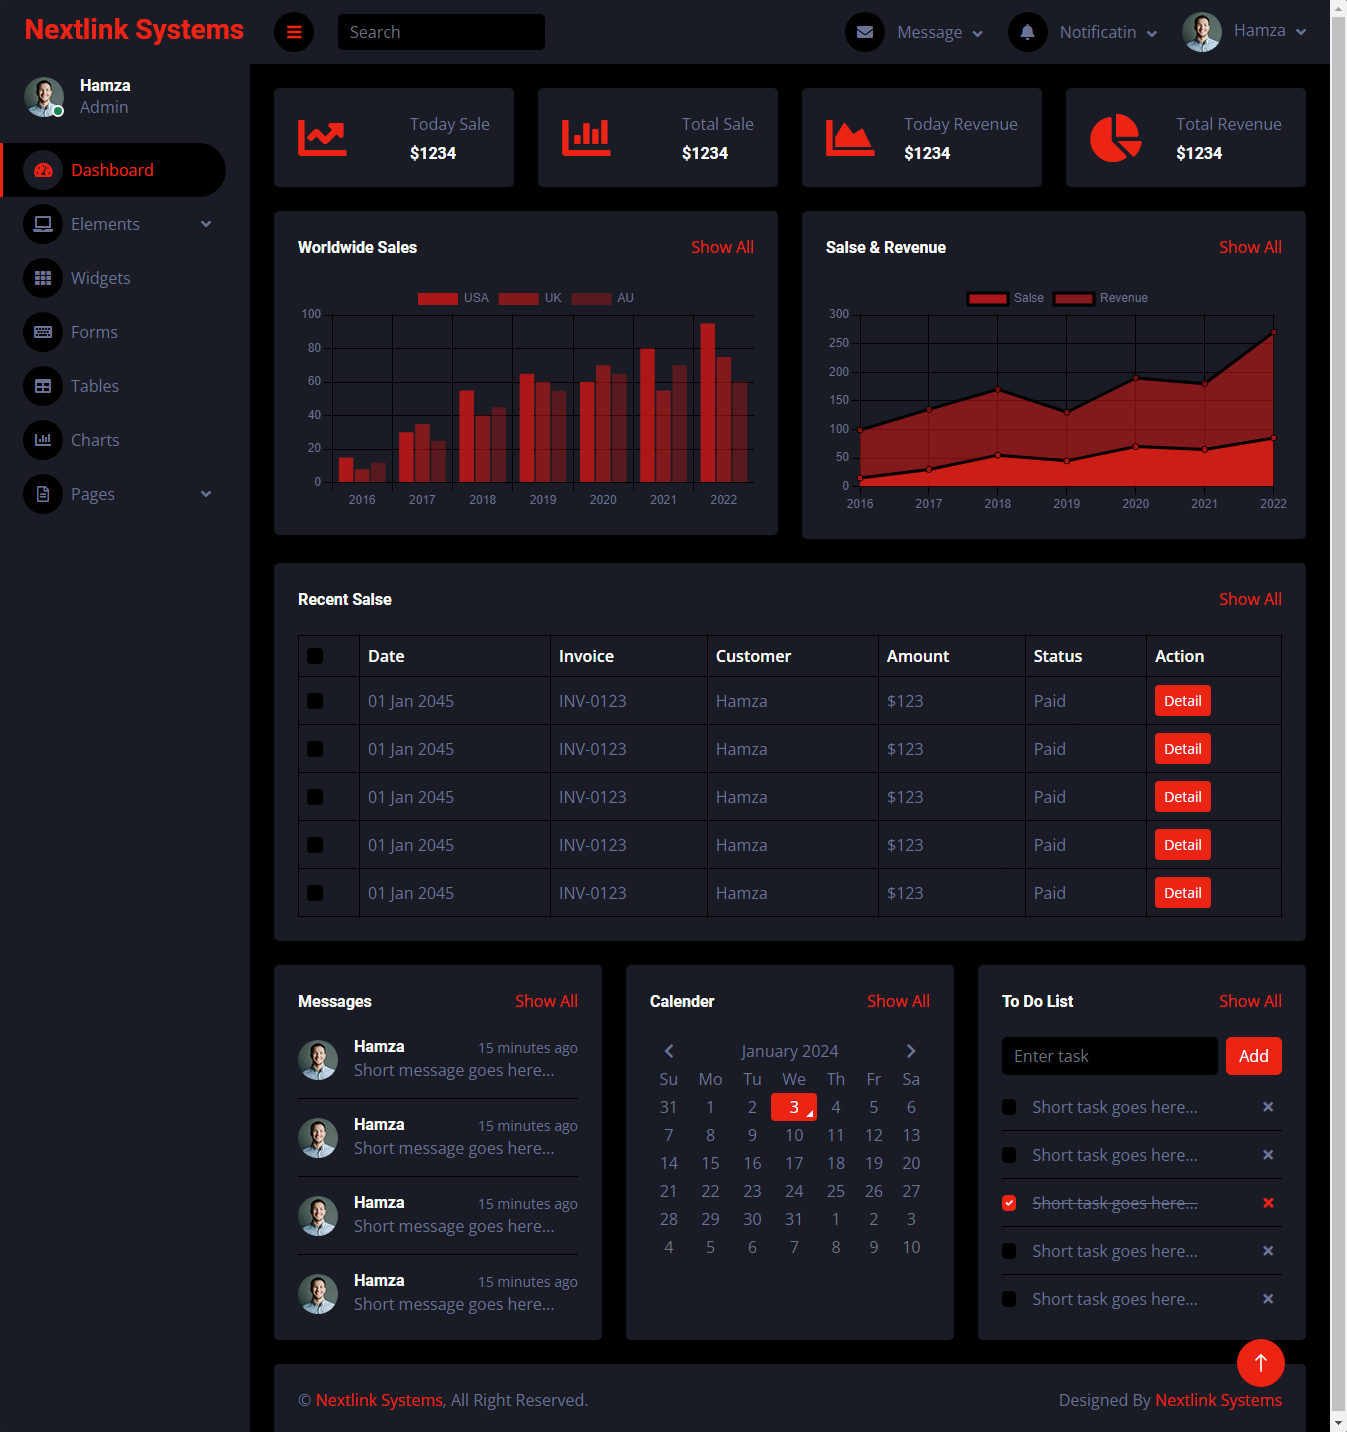 Nextlink Systems
Search
Message
Notificatin
Hamza
Hamza
Admin
Dashboard
Elements
Widgets
Forms
Tables
Charts
Pages
Today Sale
$1234
Total Sale
$1234
Today Revenue
$1234
Total Revenue
$1234
Worldwide Sales Show All
USA UK AU
100
80
60
40
20
0
2016 2017 2018 2019 2020 2021 2022
Salse & Revenue Show All
Salse Revenue
300
250
200
150
100
50
0
2016 2017 2018 2019 2020 2021 2022
Recent Salse Show All
Date Invoice Customer Amount Status Action
01 Jan 2045 INV-0123 Hamza $123 Paid Detail
01 Jan 2045 INV-0123 Hamza $123 Paid Detail
01 Jan 2045 INV-0123 Hamza $123 Paid Detail
01 Jan 2045 INV-0123 Hamza $123 Paid Detail
01 Jan 2045 INV-0123 Hamza $123 Paid Detail
Messages Show All
Hamza 15 minutes ago
Short message goes here...
Hamza 15 minutes ago
Short message goes here...
Hamza 15 minutes ago
Short message goes here...
Hamza 15 minutes ago
Short message goes here...
Calender Show All
January 2024
Su Mo Tu We Th Fr Sa
31 1 2 3 4 5 6
7 8 9 10 11 12 13
14 15 16 17 18 19 20
21 22 23 24 25 26 27
28 29 30 31 1 2 3
4 5 6 7 8 9 10
To Do List Show All
Enter task Add
Short task goes here...
Short task goes here...
Short task goes here...
Short task goes here...
Short task goes here...
© Nextlink Systems, All Right Reserved.
Designed By Nextlink Systems